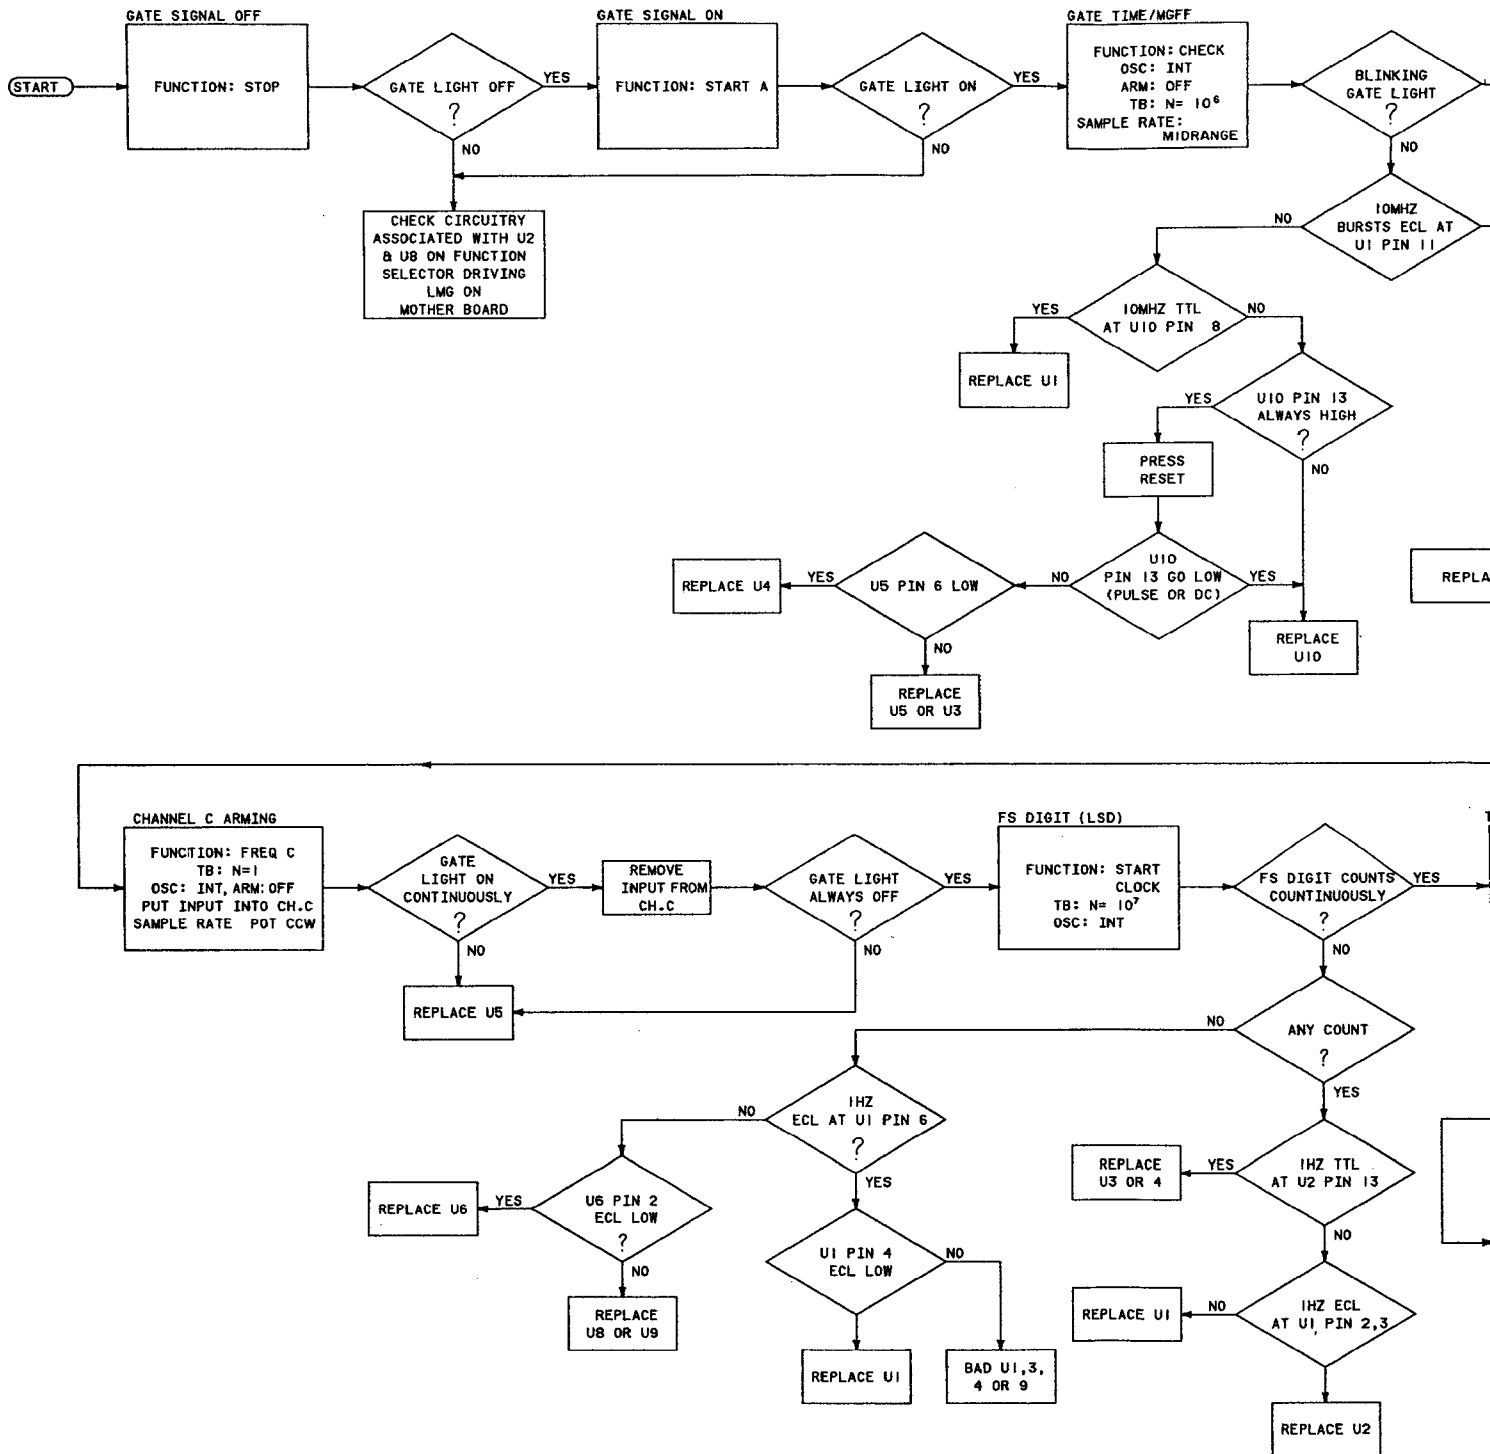 GATE SIGNAL OFF
START
FUNCTION: STOP
GATE LIGHT OFF
?
YES
NO
GATE SIGNAL ON
FUNCTION: START A
GATE LIGHT ON
?
YES
NO
CHECK CIRCUITRY
ASSOCIATED WITH U2
& U8 ON FUNCTION
SELECTOR DRIVING
LMG ON
MOTHER BOARD
GATE TIME/MGFF
FUNCTION: CHECK
OSC: INT
ARM: OFF
TB: N= 10⁶
SAMPLE RATE:
MIDRANGE
BLINKING
GATE LIGHT
?
NO
10MHZ
BURSTS ECL AT
U1 PIN 11
NO
10MHZ TTL
AT U10 PIN 8
YES
NO
REPLACE U1
U10 PIN 13
ALWAYS HIGH
?
YES
NO
PRESS
RESET
U10
PIN 13 GO LOW
(PULSE OR DC)
NO
YES
U5 PIN 6 LOW
YES
NO
REPLACE U4
REPLACE
U5 OR U3
REPLACE
U10
REPLA
CHANNEL C ARMING
FUNCTION: FREQ C
TB: N=1
OSC: INT, ARM: OFF
PUT INPUT INTO CH.C
SAMPLE RATE POT CCW
GATE
LIGHT ON
CONTINUOUSLY
?
YES
NO
REMOVE
INPUT FROM
CH.C
GATE LIGHT
ALWAYS OFF
?
YES
NO
REPLACE U5
FS DIGIT (LSD)
FUNCTION: START
CLOCK
TB: N= 10⁷
OSC: INT
FS DIGIT COUNTS
CONTINUOUSLY
?
YES
NO
T
ANY COUNT
?
NO
YES
1HZ
ECL AT U1 PIN 6
?
NO
YES
U6 PIN 2
ECL LOW
?
YES
NO
REPLACE U6
REPLACE
U8 OR U9
U1 PIN 4
ECL LOW
NO
REPLACE U1
BAD U1,3,
4 OR 9
1HZ TTL
AT U2 PIN 13
YES
NO
REPLACE
U3 OR 4
1HZ ECL
AT U1 PIN 2,3
NO
REPLACE U1
REPLACE U2